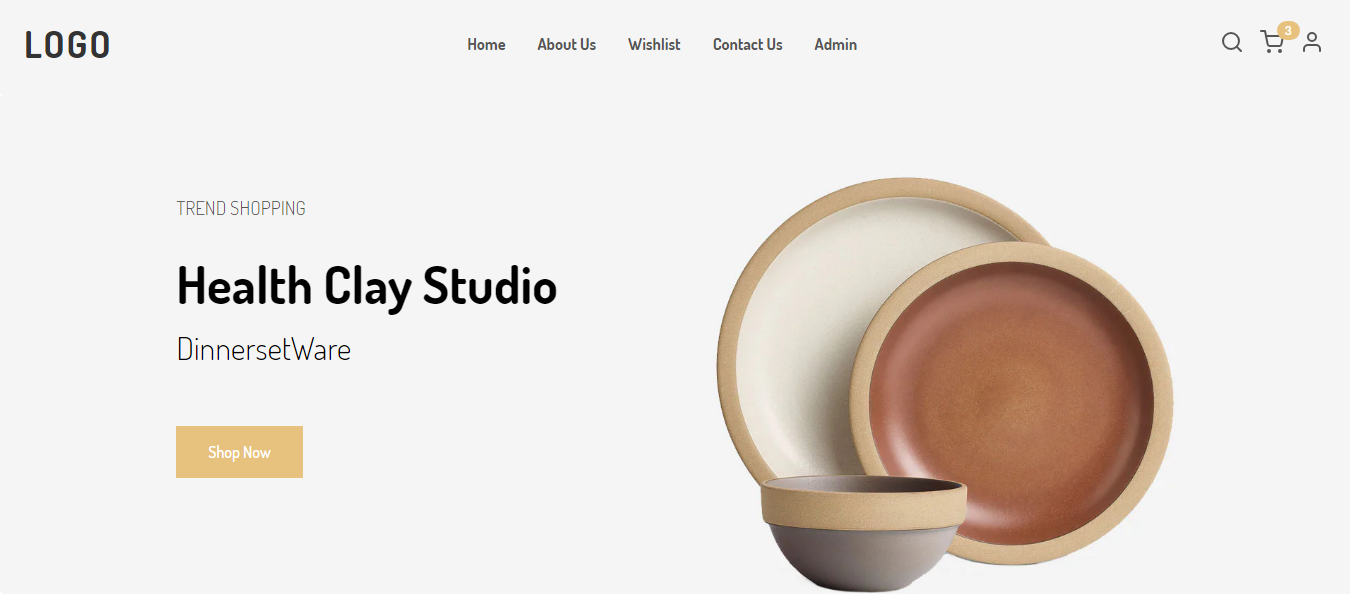 LOGO
Home About Us Wishlist Contact Us Admin
3
TREND SHOPPING
Health Clay Studio
DinnersetWare
Shop Now